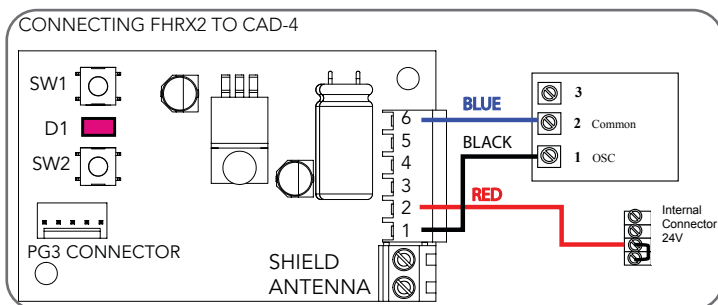 CONNECTING FHRX2 TO CAD-4
SW1
D1
SW2
PG3 CONNECTOR
SHIELD
ANTENNA
6
5
4
3
2
1
BLUE
BLACK
RED
3
2 Common
1 OSC
Internal
Connector
24V